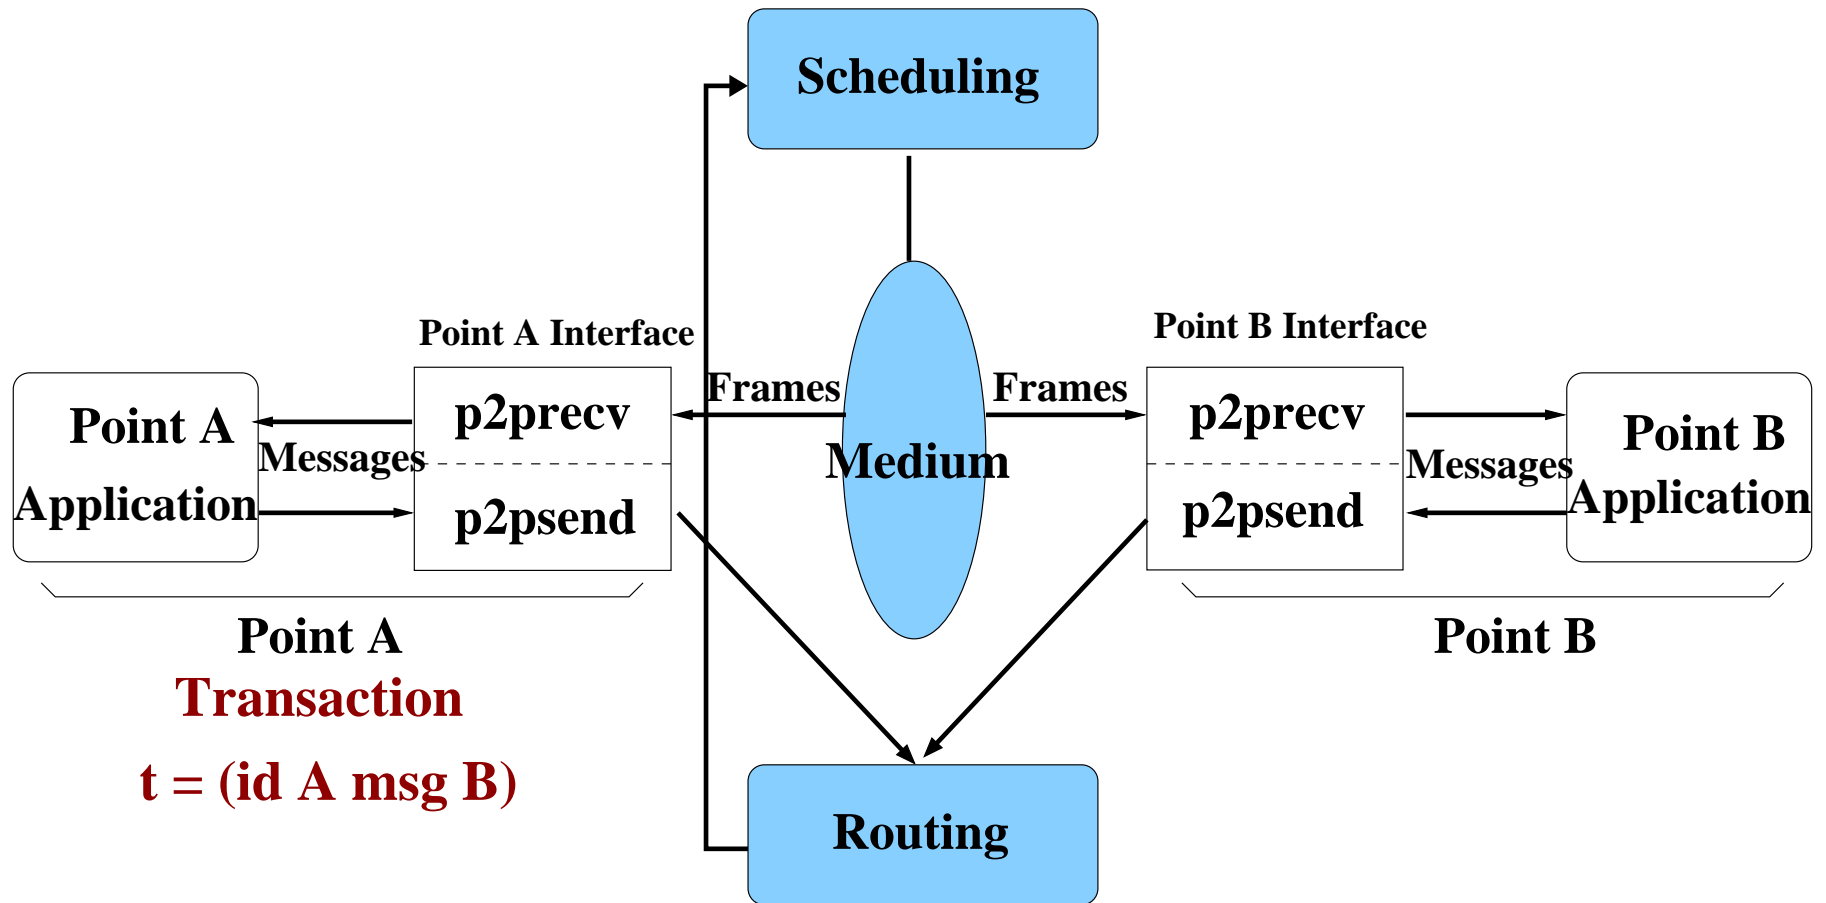 Scheduling
Point A Interface
Point B Interface
Frames
Frames
Point A
Application
Messages
p2precv
p2psend
Medium
p2precv
p2psend
Messages
Point B
Application
Point A
Point B
Transaction
t = (id A msg B)
Routing